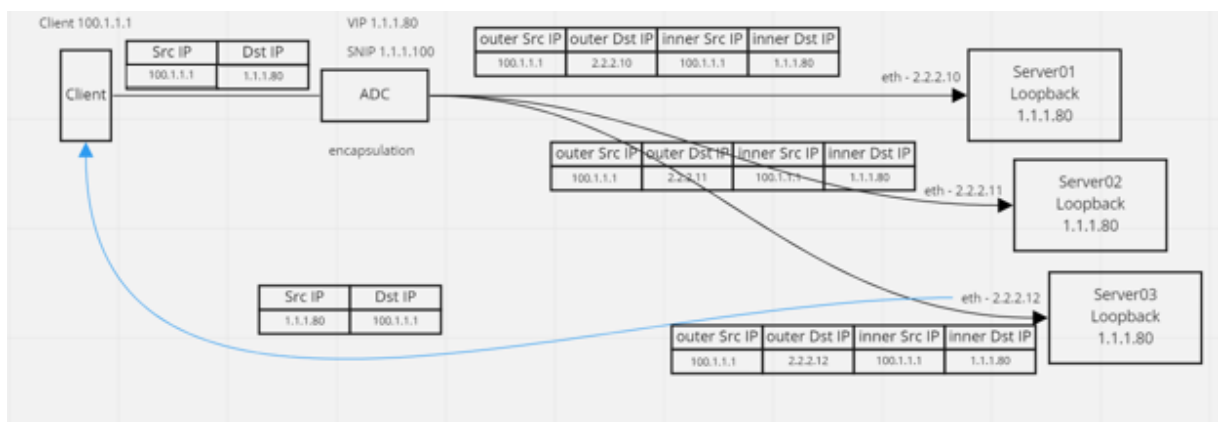 Client 100.1.1.1
VIP 1.1.1.80
SNIP 1.1.1.100
Src IP Dst IP
100.1.1.1 1.1.1.80
Client
ADC
encapsulation
outer Src IP outer Dst IP inner Src IP inner Dst IP
100.1.1.1 2.2.2.10 100.1.1.1 1.1.1.80
eth - 2.2.2.10
Server01
Loopback
1.1.1.80
outer Src IP outer Dst IP inner Src IP inner Dst IP
100.1.1.1 2.2.2.11 100.1.1.1 1.1.1.80
eth - 2.2.2.11
Server02
Loopback
1.1.1.80
Src IP Dst IP
1.1.1.80 100.1.1.1
eth - 2.2.2.12
Server03
Loopback
1.1.1.80
outer Src IP outer Dst IP inner Src IP inner Dst IP
100.1.1.1 2.2.2.12 100.1.1.1 1.1.1.80